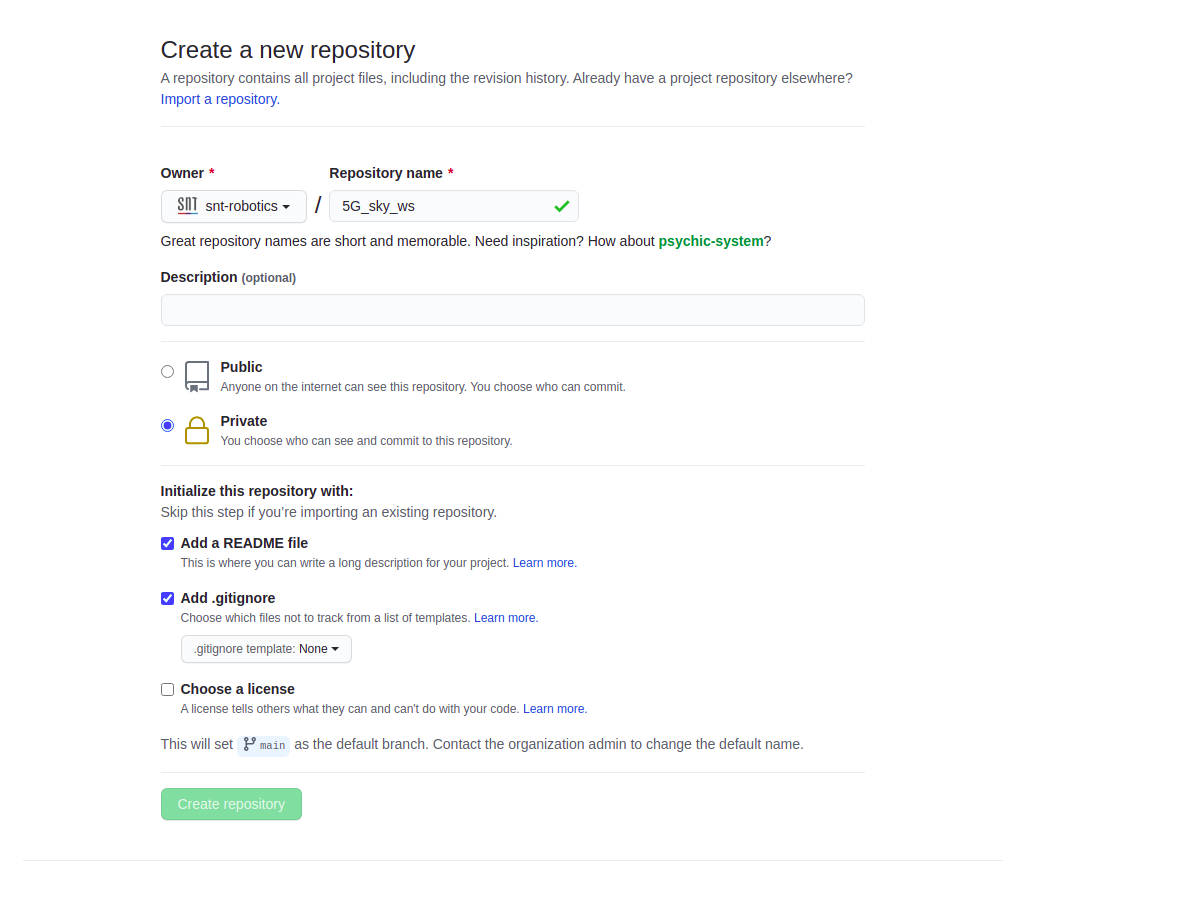 Create a new repository
A repository contains all project files, including the revision history. Already have a project repository elsewhere?
Import a repository.
Owner * Repository name *
SNT snt-robotics / 5G_sky_ws
Great repository names are short and memorable. Need inspiration? How about psychic-system?
Description (optional)
Public
Anyone on the internet can see this repository. You choose who can commit.
Private
You choose who can see and commit to this repository.
Initialize this repository with:
Skip this step if you’re importing an existing repository.
Add a README file
This is where you can write a long description for your project. Learn more.
Add .gitignore
Choose which files not to track from a list of templates. Learn more.
.gitignore template: None
Choose a license
A license tells others what they can and can't do with your code. Learn more.
This will set main as the default branch. Contact the organization admin to change the default name.
Create repository